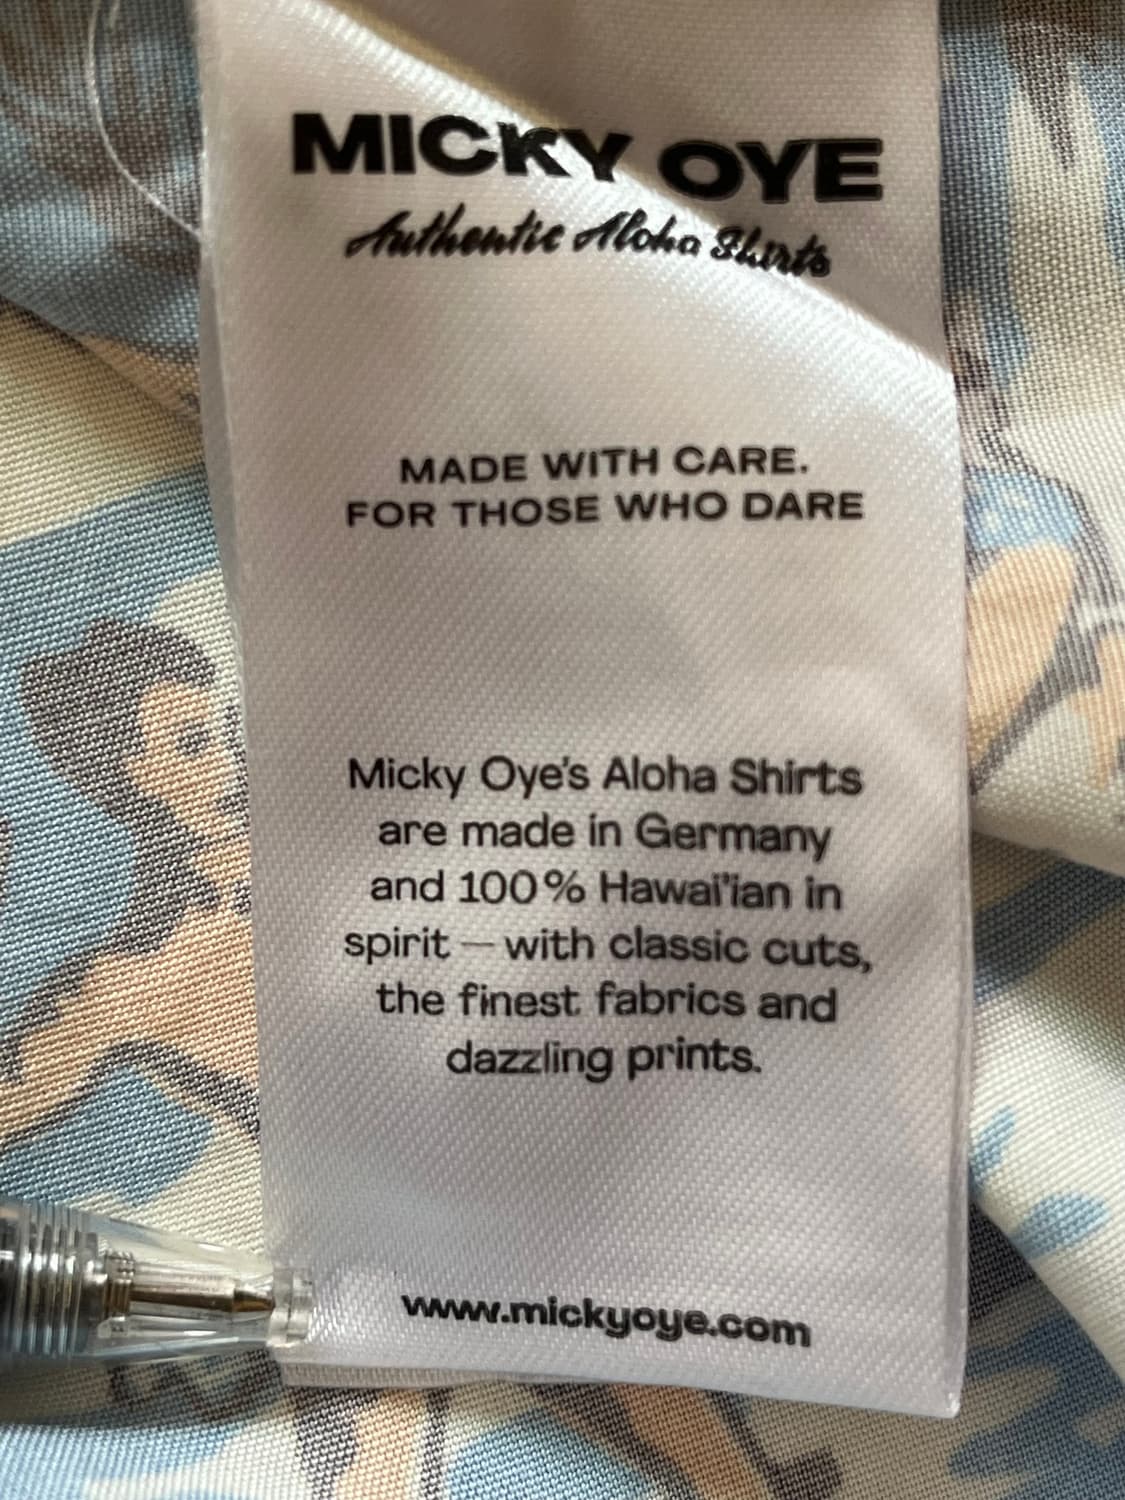 MICKY OYE
Authentic Aloha Shirts
MADE WITH CARE.
FOR THOSE WHO DARE
Micky Oye's Aloha Shirts
are made in Germany
and 100% Hawai'ian in
spirit — with classic cuts,
the finest fabrics and
dazzling prints.
www.mickyoye.com